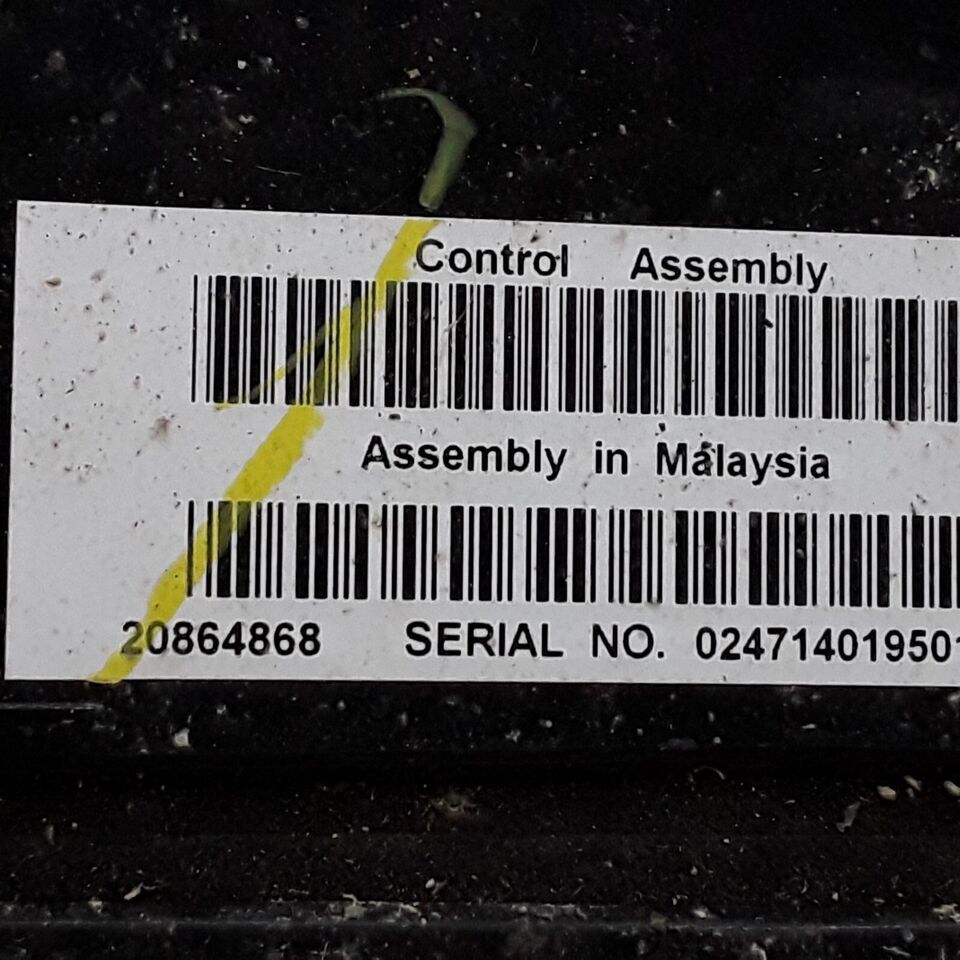 Control Assembly
Assembly in Malaysia
20864868 SERIAL NO. 02471401950